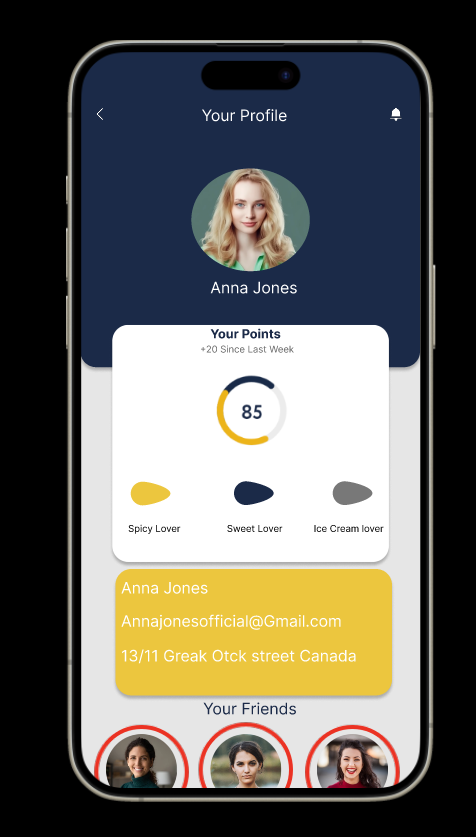 Your Profile
Anna Jones
Your Points
+20 Since Last Week
85
Spicy Lover
Sweet Lover
Ice Cream lover
Anna Jones
Annajonesofficial@Gmail.com
13/11 Greak Otck street Canada
Your Friends